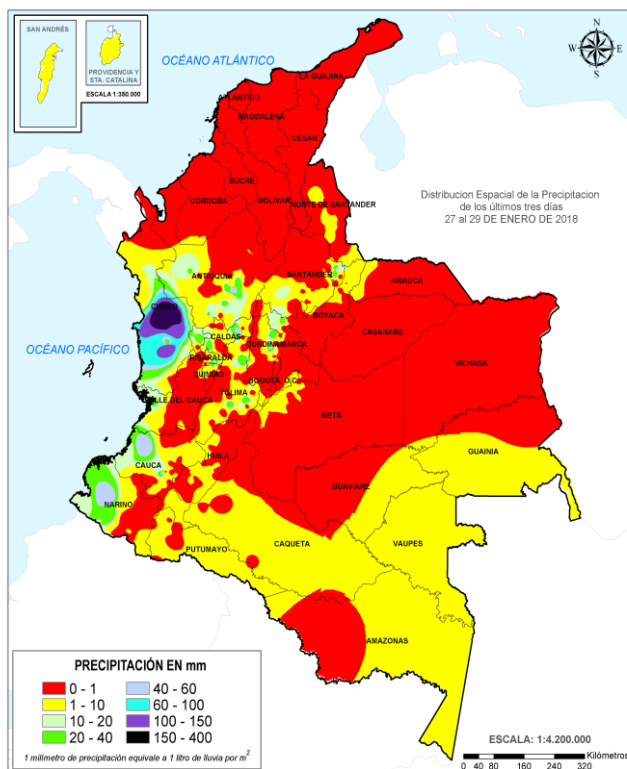 SAN ANDRÉS
PROVIDENCIA Y
STA. CATALINA
ESCALA 1:350.000
OCÉANO ATLÁNTICO
N
W E
S
LA GUAJIRA
ATLANTICO
MAGDALENA
CESAR
SUCRE
CORDOBA
BOLIVAR
NORTE DE SANTANDER
Distribucion Espacial de la Precipitacion
de los últimos tres días
27 al 29 DE ENERO DE 2018
ANTIOQUIA
SANTANDER
ARAUCA
CHOCO
BOYACA
CASANARE
CALDAS
CUNDINAMARCA
OCÉANO PACÍFICO
RISARALDA
VICHADA
QUINDIO
BOGOTA D.C.
TOLIMA
VALLE DEL CAUCA
META
GUAINIA
CAUCA
HUILA
GUAVIARE
NARIÑO
VAUPES
CAQUETA
PUTUMAYO
AMAZONAS
PRECIPITACIÓN EN mm
0 - 1 40 - 60
1 - 10 60 - 100
10 - 20 100 - 150
20 - 40 150 - 400
1 milímetro de precipitación equivale a 1 litro de lluvia por m2
ESCALA: 1:4.200.000
Kilómetros
0 40 80 160 240 320